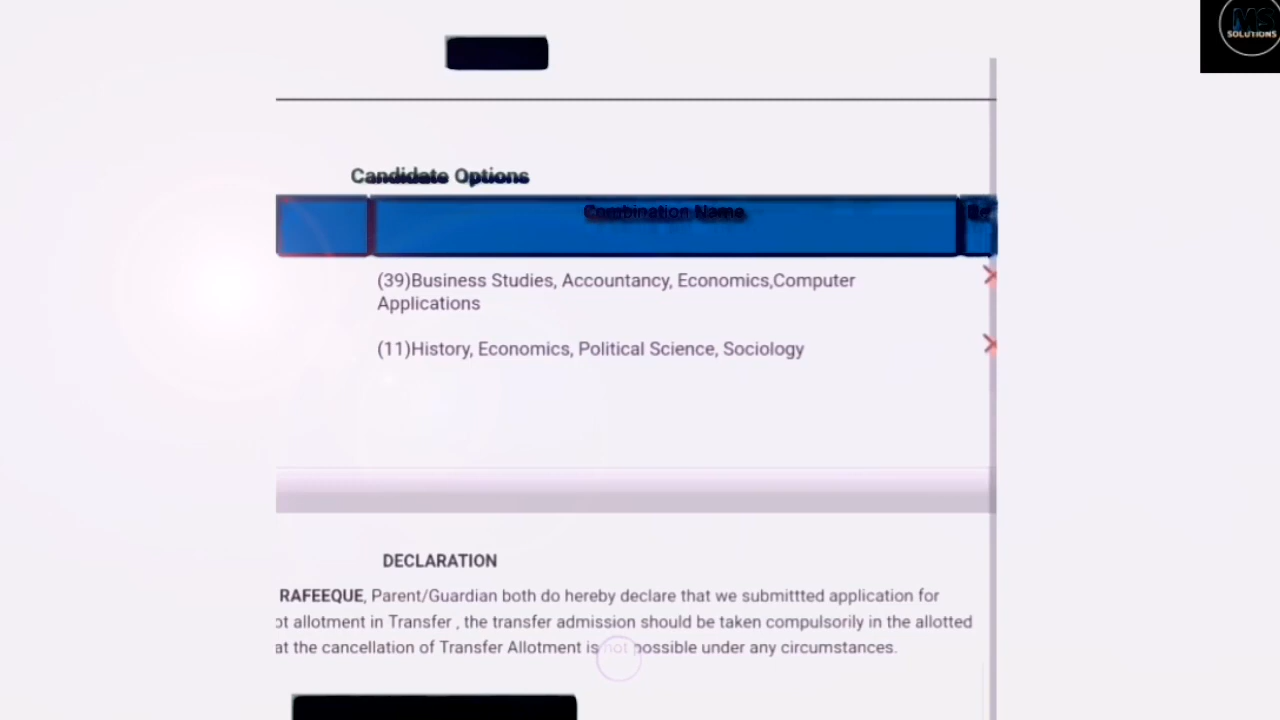 MS
SOLUTIONS
Candidate Options
Combination Name
(39)Business Studies, Accountancy, Economics,Computer
Applications
(11)History, Economics, Political Science, Sociology
DECLARATION
RAFEEQUE, Parent/Guardian both do hereby declare that we submittted application for
ot allotment in Transfer , the transfer admission should be taken compulsorily in the allotted
at the cancellation of Transfer Allotment is not possible under any circumstances.